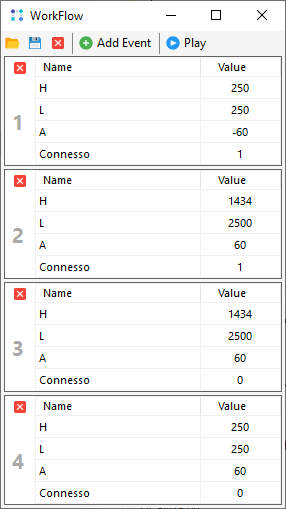 WorkFlow
Add Event Play
Name Value
H 250
L 250
1
A -60
Connesso 1
Name Value
H 1434
L 2500
2
A 60
Connesso 1
Name Value
H 1434
L 2500
3
A 60
Connesso 0
Name Value
H 250
L 250
4
A 60
Connesso 0